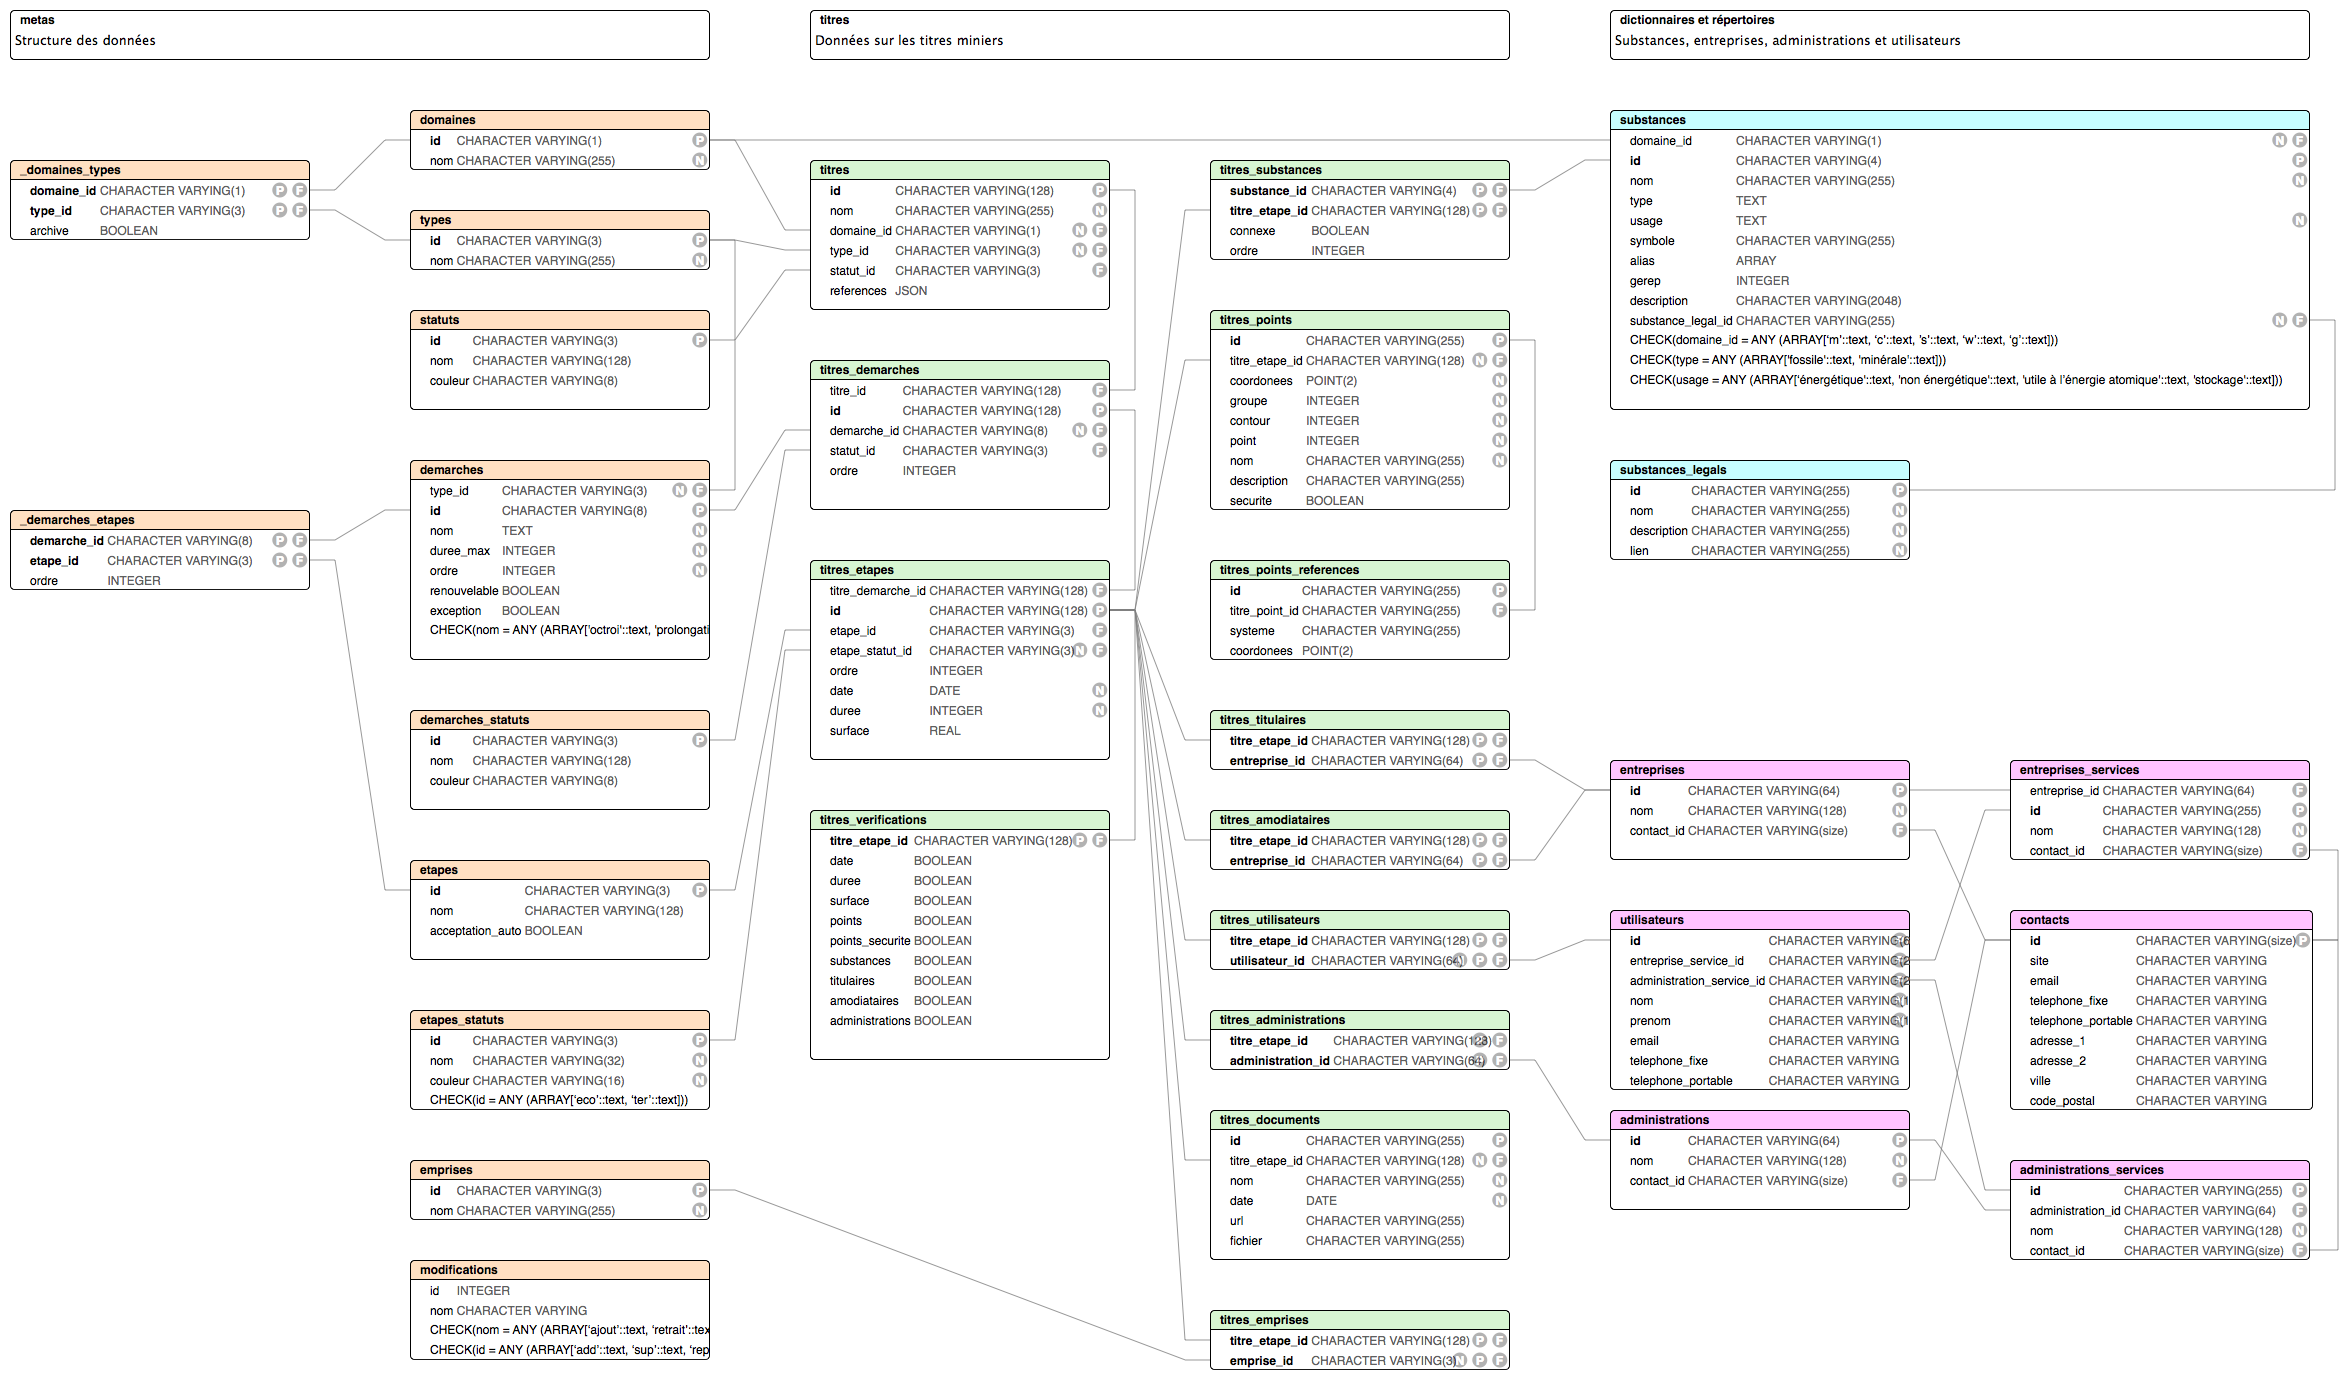 metas
Structure des données
titres
Données sur les titres miniers
dictionnaires et répertoires
Substances, entreprises, administrations et utilisateurs
_domaines_types
domaine_id CHARACTER VARYING(1) P F
type_id CHARACTER VARYING(3) P F
archive BOOLEAN
_demarches_etapes
demarche_id CHARACTER VARYING(8) P F
etape_id CHARACTER VARYING(3) P F
ordre INTEGER
domaines
id CHARACTER VARYING(1) P
nom CHARACTER VARYING(255) N
types
id CHARACTER VARYING(3) P
nom CHARACTER VARYING(255) N
statuts
id CHARACTER VARYING(3) P
nom CHARACTER VARYING(128)
couleur CHARACTER VARYING(8)
demarches
type_id CHARACTER VARYING(3) N F
id CHARACTER VARYING(8) P
nom TEXT N
duree_max INTEGER N
ordre INTEGER N
renouvelable BOOLEAN
exception BOOLEAN
CHECK(nom = ANY (ARRAY['octroi'::text, 'prolongati
demarches_statuts
id CHARACTER VARYING(3) P
nom CHARACTER VARYING(128)
couleur CHARACTER VARYING(8)
etapes
id CHARACTER VARYING(3) P
nom CHARACTER VARYING(128)
acceptation_auto BOOLEAN
etapes_statuts
id CHARACTER VARYING(3) P
nom CHARACTER VARYING(32) N
couleur CHARACTER VARYING(16) N
CHECK(id = ANY (ARRAY['eco'::text, 'ter'::text]))
emprises
id CHARACTER VARYING(3) P
nom CHARACTER VARYING(255) N
modifications
id INTEGER
nom CHARACTER VARYING
CHECK(nom = ANY (ARRAY['ajout'::text, 'retrait'::tex
CHECK(id = ANY (ARRAY['add'::text, 'sup'::text, 'rep
titres
id CHARACTER VARYING(128) P
nom CHARACTER VARYING(255) N
domaine_id CHARACTER VARYING(1) N F
type_id CHARACTER VARYING(3) N F
statut_id CHARACTER VARYING(3) F
references JSON
titres_demarches
titre_id CHARACTER VARYING(128) F
id CHARACTER VARYING(128) P
demarche_id CHARACTER VARYING(8) N F
statut_id CHARACTER VARYING(3) F
ordre INTEGER
titres_etapes
titre_demarche_id CHARACTER VARYING(128) F
id CHARACTER VARYING(128) P
etape_id CHARACTER VARYING(3) F
etape_statut_id CHARACTER VARYING(3) N F
ordre INTEGER
date DATE N
duree INTEGER N
surface REAL
titres_verifications
titre_etape_id CHARACTER VARYING(128) P F
date BOOLEAN
duree BOOLEAN
surface BOOLEAN
points BOOLEAN
points_securite BOOLEAN
substances BOOLEAN
titulaires BOOLEAN
amodiataires BOOLEAN
administrations BOOLEAN
titres_substances
substance_id CHARACTER VARYING(4) P F
titre_etape_id CHARACTER VARYING(128) P F
connexe BOOLEAN
ordre INTEGER
titres_points
id CHARACTER VARYING(255) P
titre_etape_id CHARACTER VARYING(128) N F
coordonees POINT(2) N
groupe INTEGER N
contour INTEGER N
point INTEGER N
nom CHARACTER VARYING(255) N
description CHARACTER VARYING(255)
securite BOOLEAN
titres_points_references
id CHARACTER VARYING(255) P
titre_point_id CHARACTER VARYING(255) F
systeme CHARACTER VARYING(255)
coordonees POINT(2)
titres_titulaires
titre_etape_id CHARACTER VARYING(128) P F
entreprise_id CHARACTER VARYING(64) P F
titres_amodiataires
titre_etape_id CHARACTER VARYING(128) P F
entreprise_id CHARACTER VARYING(64) P F
titres_utilisateurs
titre_etape_id CHARACTER VARYING(128) P F
utilisateur_id CHARACTER VARYING(64) P F
titres_administrations
titre_etape_id CHARACTER VARYING(128) F
administration_id CHARACTER VARYING(64) F
titres_documents
id CHARACTER VARYING(255) P
titre_etape_id CHARACTER VARYING(128) N F
nom CHARACTER VARYING(255) N
date DATE N
url CHARACTER VARYING(255)
fichier CHARACTER VARYING(255)
titres_emprises
titre_etape_id CHARACTER VARYING(128) P F
emprise_id CHARACTER VARYING(3) N P F
substances
domaine_id CHARACTER VARYING(1) N F
id CHARACTER VARYING(4) P
nom CHARACTER VARYING(255) N
type TEXT
usage TEXT N
symbole CHARACTER VARYING(255)
alias ARRAY
gerep INTEGER
description CHARACTER VARYING(2048)
substance_legal_id CHARACTER VARYING(255) N F
CHECK(domaine_id = ANY (ARRAY['m'::text, 'c'::text, 's'::text, 'w'::text, 'g'::text]))
CHECK(type = ANY (ARRAY['fossile'::text, 'minérale'::text]))
CHECK(usage = ANY (ARRAY['énergétique'::text, 'non énergétique'::text, 'utile à l'énergie atomique'::text, 'stockage'::text]))
substances_legals
id CHARACTER VARYING(255) P
nom CHARACTER VARYING(255) N
description CHARACTER VARYING(255) N
lien CHARACTER VARYING(255) N
entreprises
id CHARACTER VARYING(64) P
nom CHARACTER VARYING(128) N
contact_id CHARACTER VARYING(size) F
utilisateurs
id CHARACTER VARYING(6
entreprise_service_id CHARACTER VARYING(2
administration_service_id CHARACTER VARYING(2
nom CHARACTER VARYING(1
prenom CHARACTER VARYING(1
email CHARACTER VARYING
telephone_fixe CHARACTER VARYING
telephone_portable CHARACTER VARYING
administrations
id CHARACTER VARYING(64) P
nom CHARACTER VARYING(128) N
contact_id CHARACTER VARYING(size) F
entreprises_services
entreprise_id CHARACTER VARYING(64) F
id CHARACTER VARYING(255) P
nom CHARACTER VARYING(128) N
contact_id CHARACTER VARYING(size) F
contacts
id CHARACTER VARYING(size) P
site CHARACTER VARYING
email CHARACTER VARYING
telephone_fixe CHARACTER VARYING
telephone_portable CHARACTER VARYING
adresse_1 CHARACTER VARYING
adresse_2 CHARACTER VARYING
ville CHARACTER VARYING
code_postal CHARACTER VARYING
administrations_services
id CHARACTER VARYING(255) P
administration_id CHARACTER VARYING(64) F
nom CHARACTER VARYING(128) N
contact_id CHARACTER VARYING(size) F